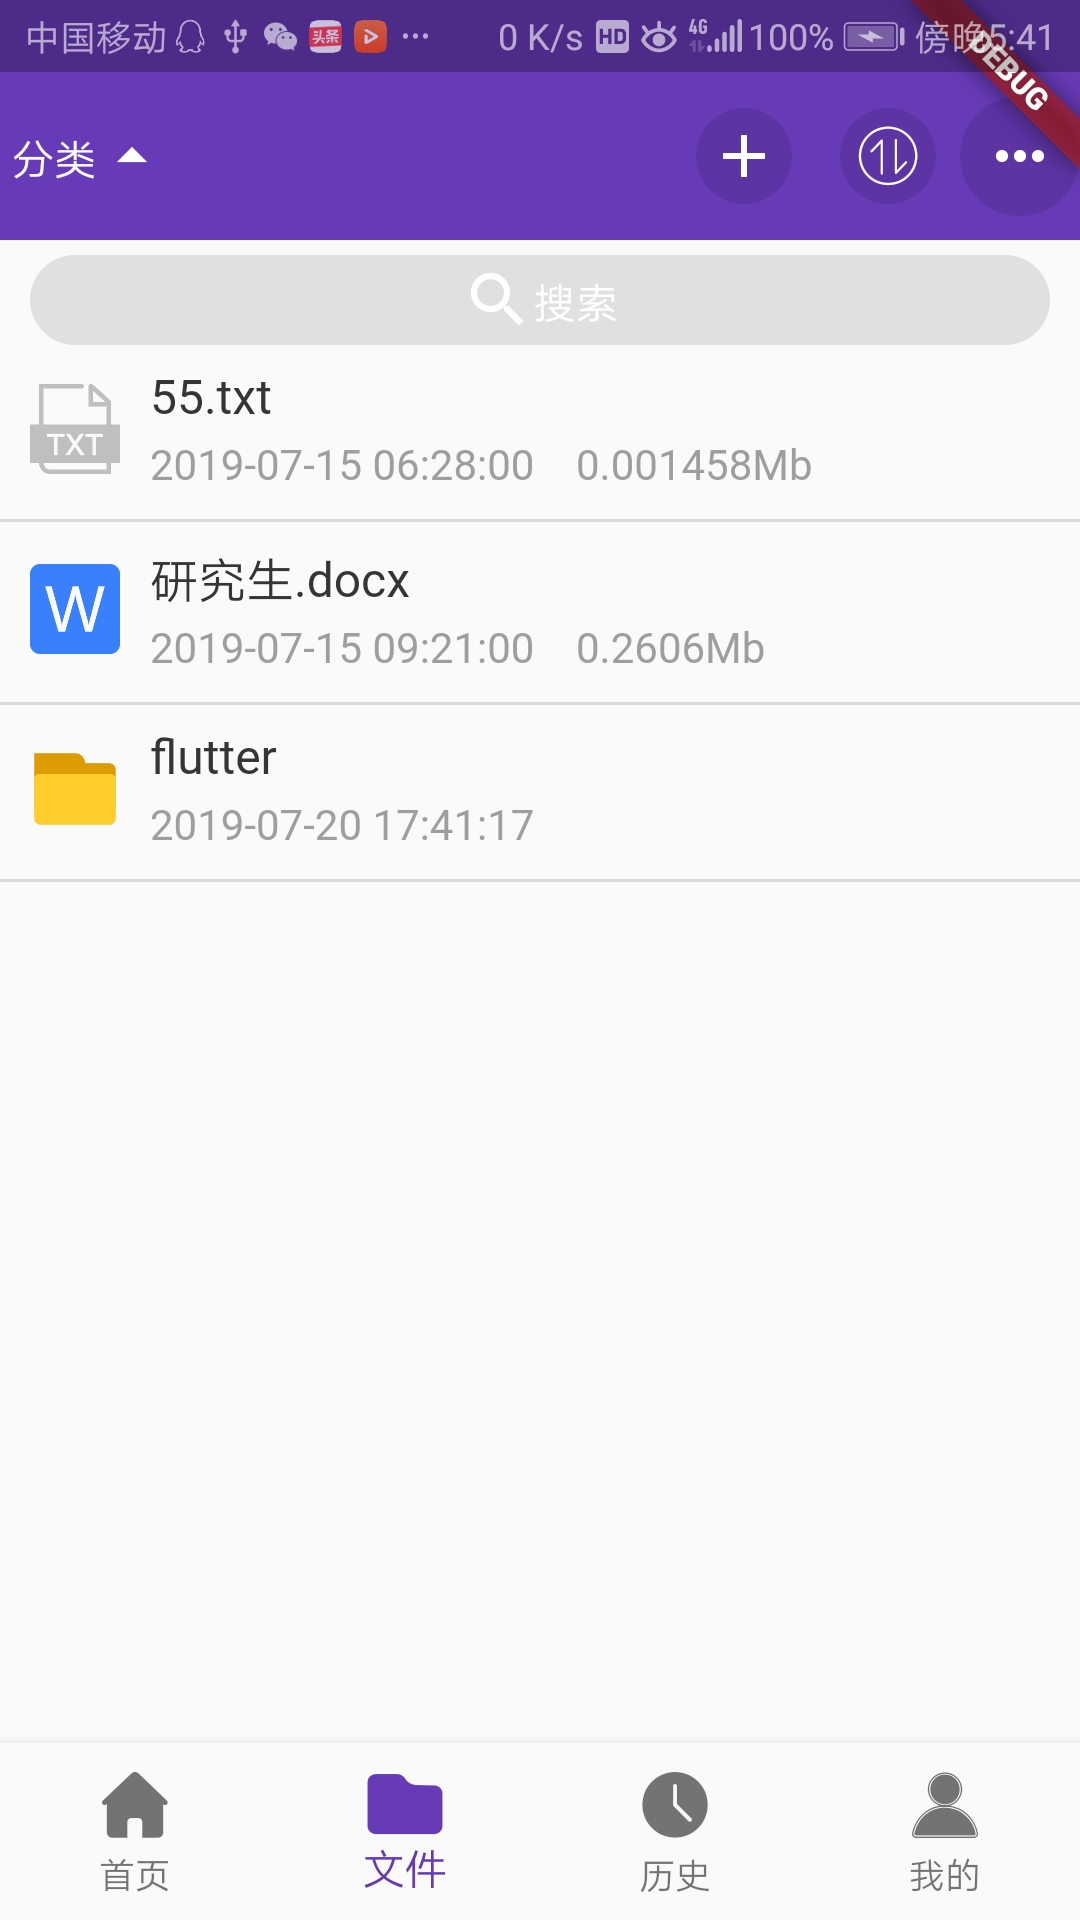 中国移动 头条 ··· 0 K/s HD 4G 100% 傍晚5:41
DEBUG
分类
搜索
55.txt
TXT
2019-07-15 06:28:00 0.001458Mb
研究生.docx
W
2019-07-15 09:21:00 0.2606Mb
flutter
2019-07-20 17:41:17
首页 文件 历史 我的